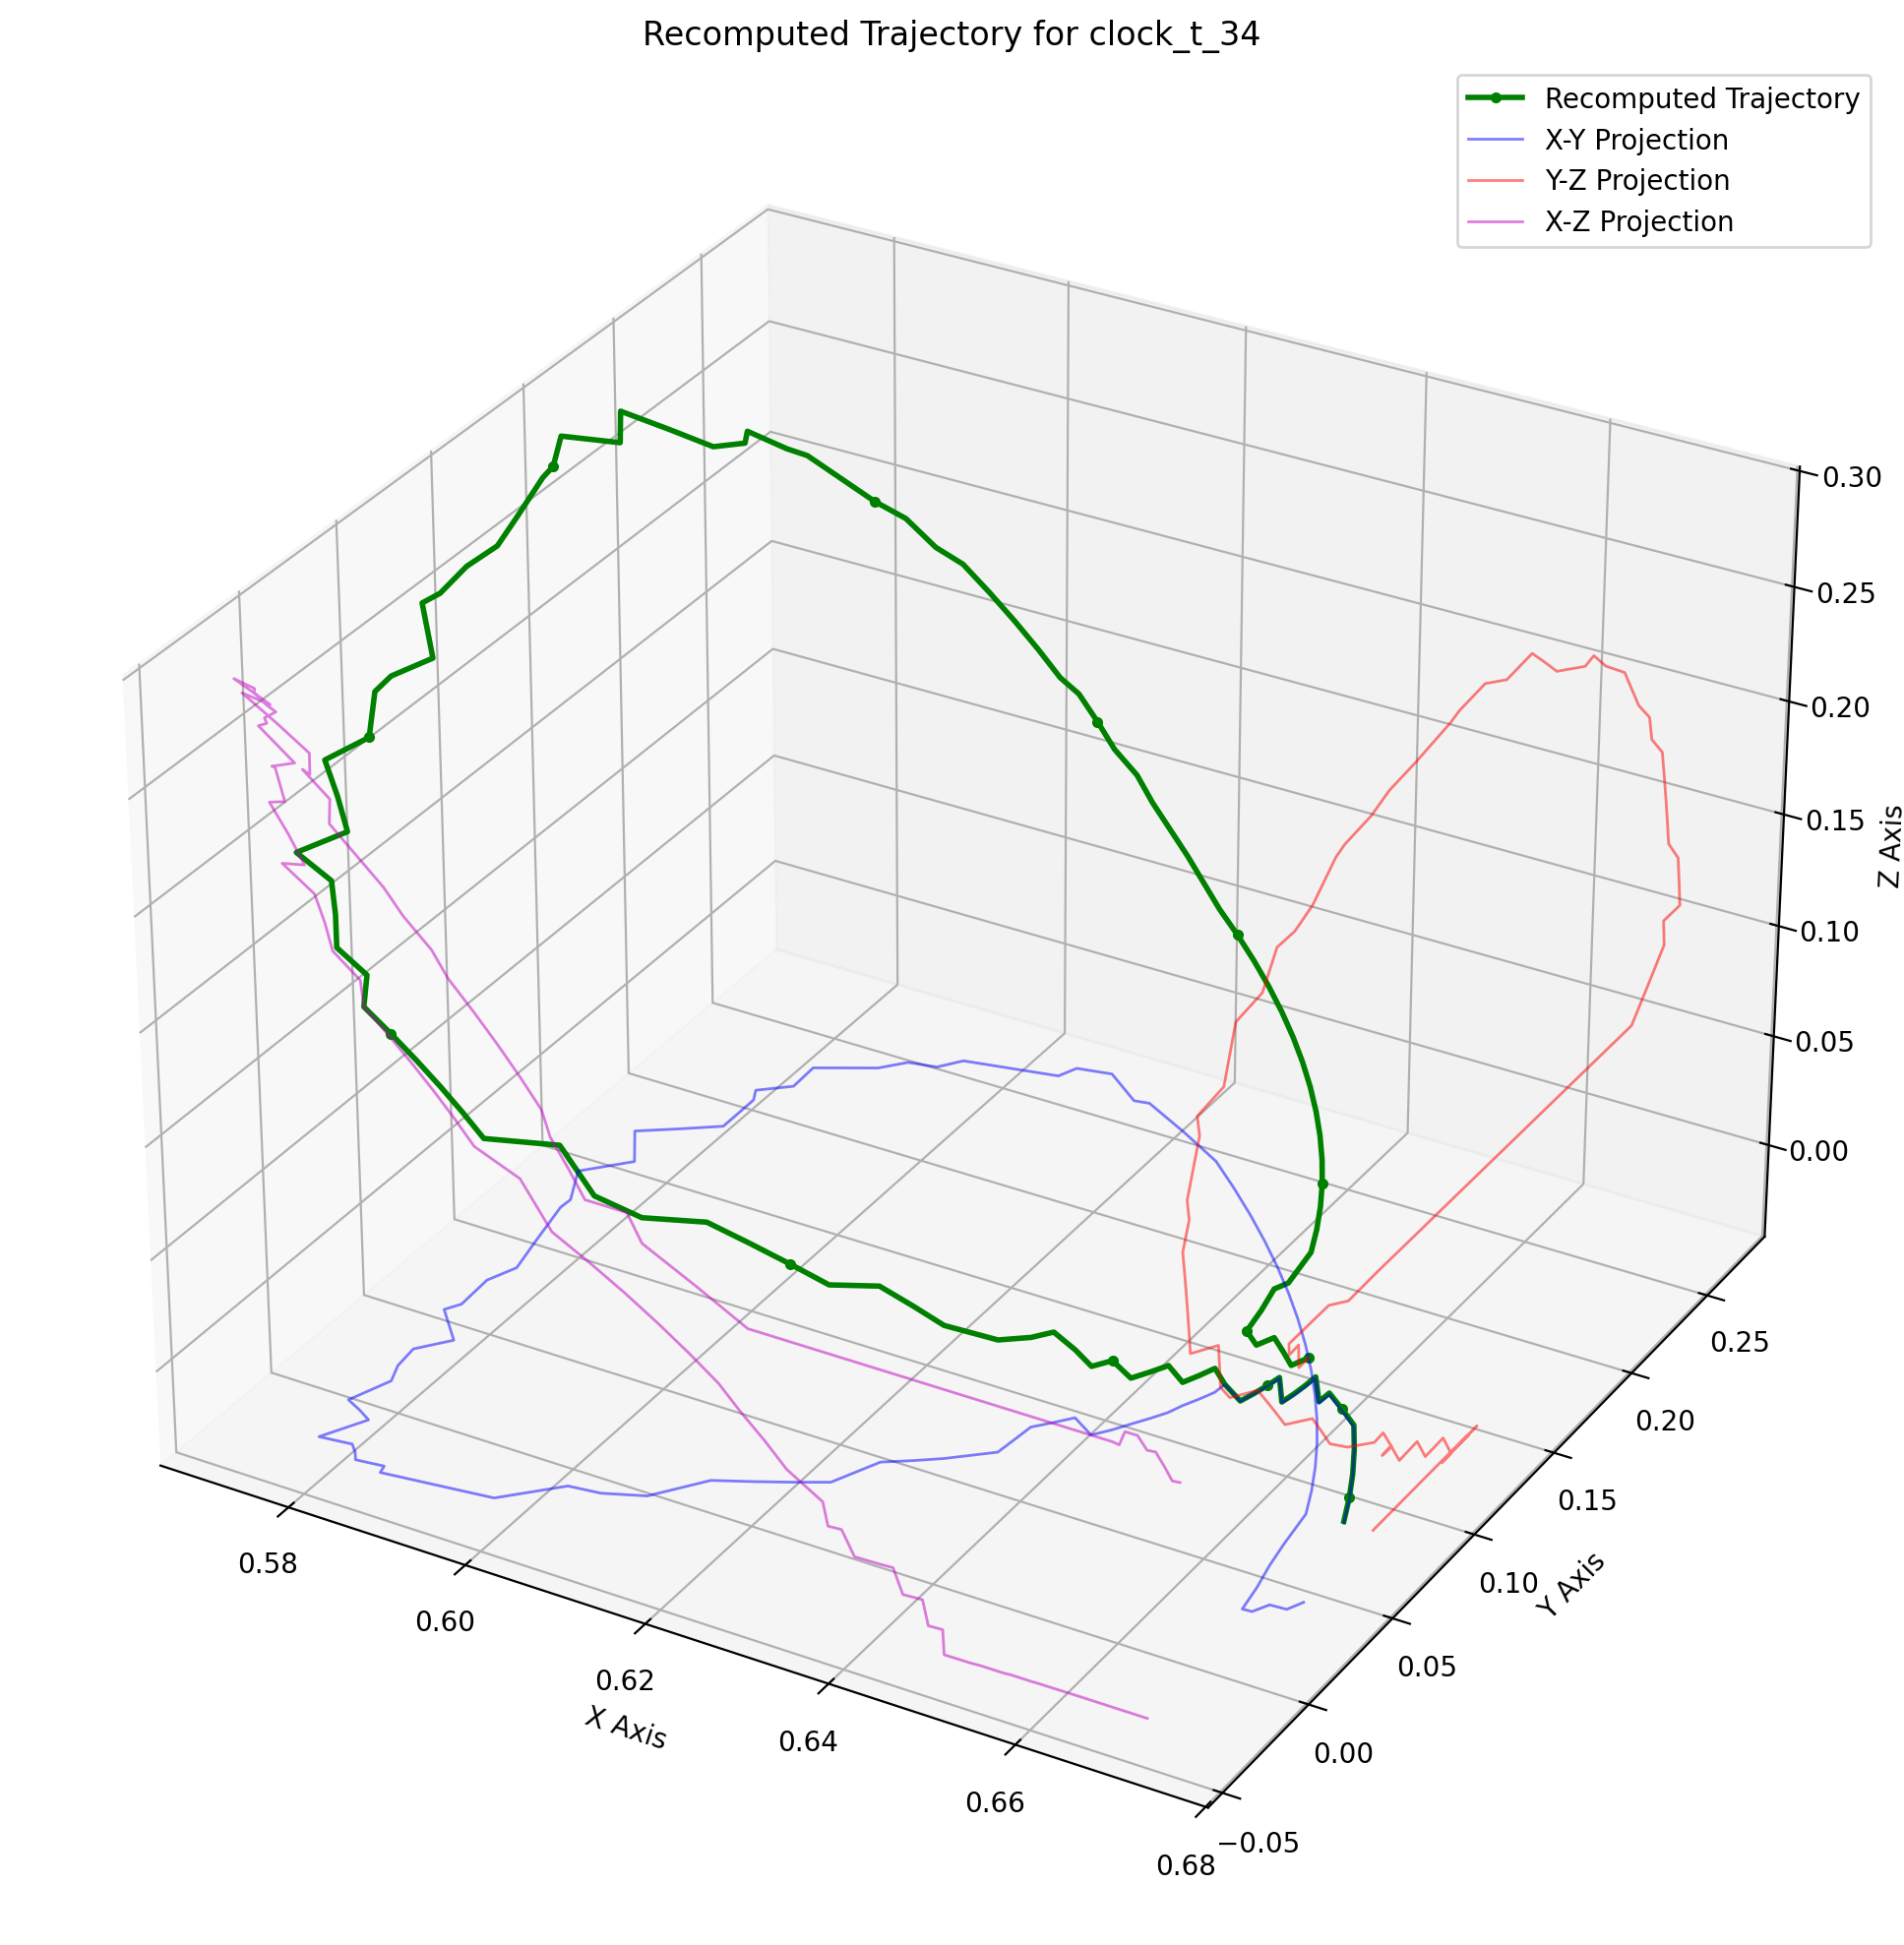 Recomputed Trajectory for clock_t_34
Recomputed Trajectory
X-Y Projection
Y-Z Projection
X-Z Projection
0.30
0.25
0.20
0.15
0.10
0.05
0.00
Z Axis
0.25
0.20
0.15
0.10
0.05
0.00
−0.05
Y Axis
0.58
0.60
0.62
0.64
0.66
0.68
X Axis